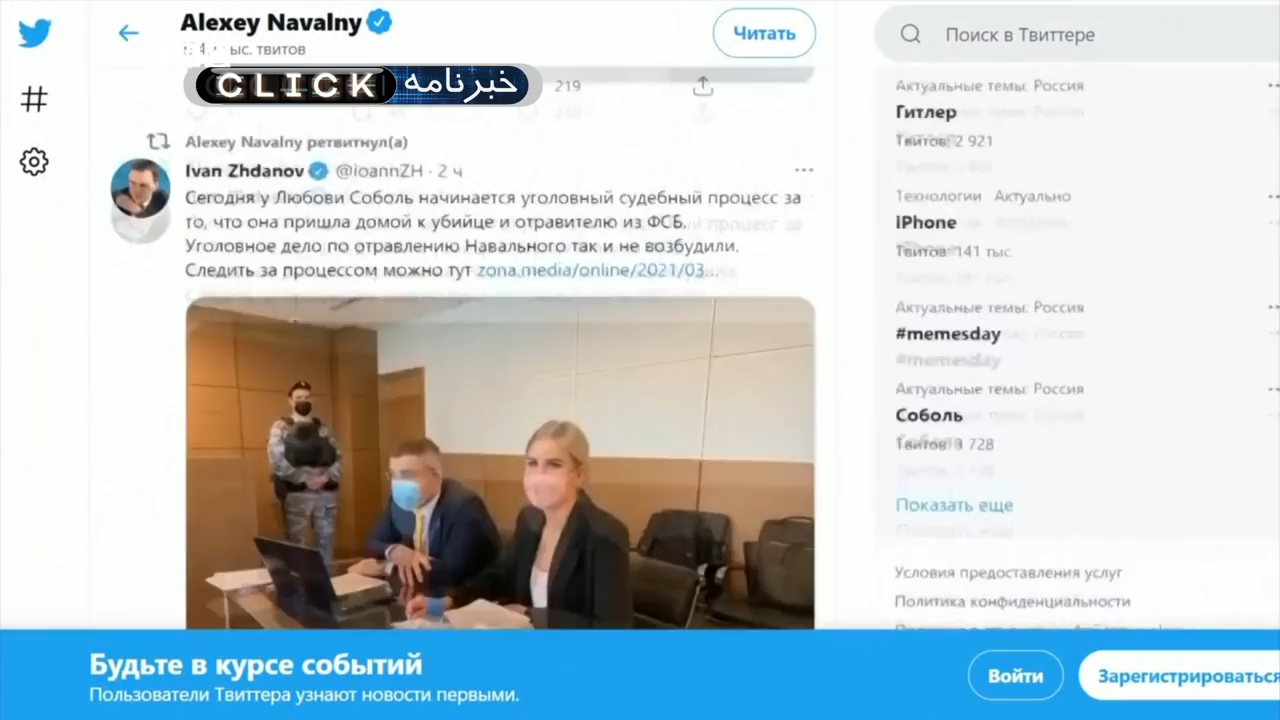 Alexey Navalny
тыс. твитов
Читать
CLICK خبرنامه
219
Alexey Navalny ретвитнул(а)
Ivan Zhdanov @ioannZH · 2 ч
Сегодня у Любови Соболь начинается уголовный судебный процесс за
то, что она пришла домой к убийце и отравителю из ФСБ.
Уголовное дело по отравлению Навального так и не возбудили.
Следить за процессом можно тут zona.media/online/2021/03...
Поиск в Твиттере
Актуальные темы: Россия
Гитлер
Твитов: 2 921
Технологии Актуально
iPhone
Твитов: 141 тыс.
Актуальные темы: Россия
#memesday
Актуальные темы: Россия
Соболь
Твитов: 3 728
Показать еще
Условия предоставления услуг
Политика конфиденциальности
Будьте в курсе событий
Пользователи Твиттера узнают новости первыми.
Войти
Зарегистрироваться